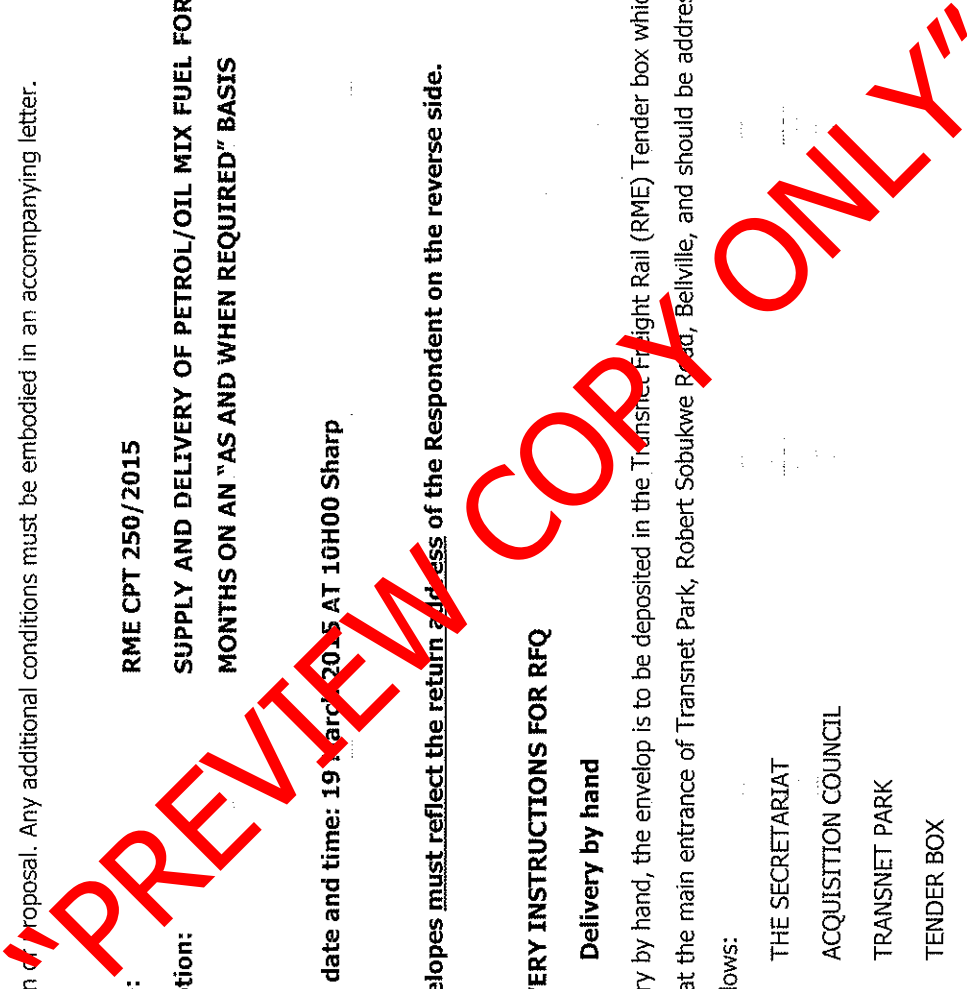 n of proposal. Any additional conditions must be embodied in an accompanying letter.
: RME CPT 250/2015
tion: SUPPLY AND DELIVERY OF PETROL/OIL MIX FUEL FOR
MONTHS ON AN "AS AND WHEN REQUIRED" BASIS
date and time: 19 March 2015 AT 10H00 Sharp
elopes must reflect the return address of the Respondent on the reverse side.
ERY INSTRUCTIONS FOR RFQ
Delivery by hand
ry by hand, the envelop is to be deposited in the Transnet Freight Rail (RME) Tender box whic
at the main entrance of Transnet Park, Robert Sobukwe Road, Bellville, and should be addres
lows:
THE SECRETARIAT
ACQUISITION COUNCIL
TRANSNET PARK
TENDER BOX
"PREVIEW COPY ONLY"